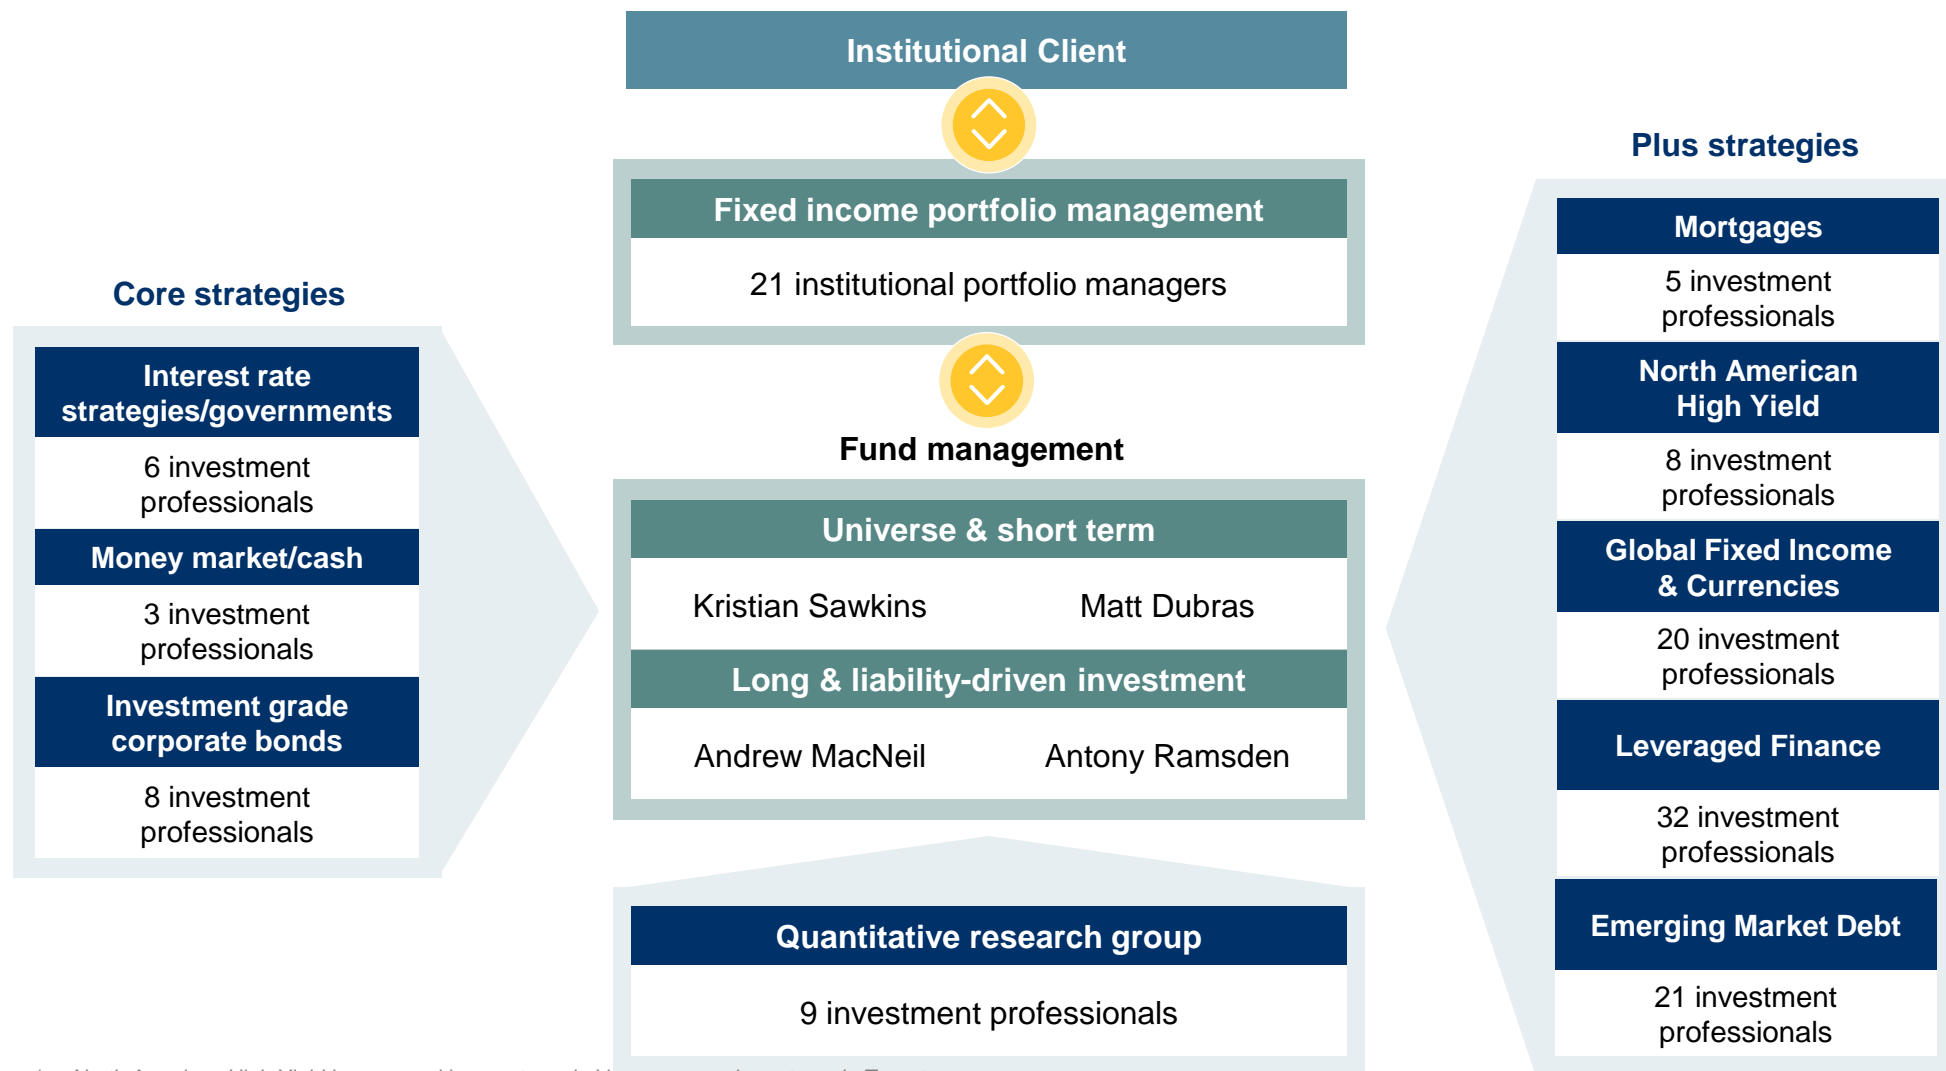 Institutional Client
Fixed income portfolio management
21 institutional portfolio managers
Fund management
Universe & short term
Kristian Sawkins Matt Dubras
Long & liability-driven investment
Andrew MacNeil Antony Ramsden
Quantitative research group
9 investment professionals
Core strategies
Interest rate
strategies/governments
6 investment
professionals
Money market/cash
3 investment
professionals
Investment grade
corporate bonds
8 investment
professionals
Plus strategies
Mortgages
5 investment
professionals
North American
High Yield
8 investment
professionals
Global Fixed Income
& Currencies
20 investment
professionals
Leveraged Finance
32 investment
professionals
Emerging Market Debt
21 investment
professionals